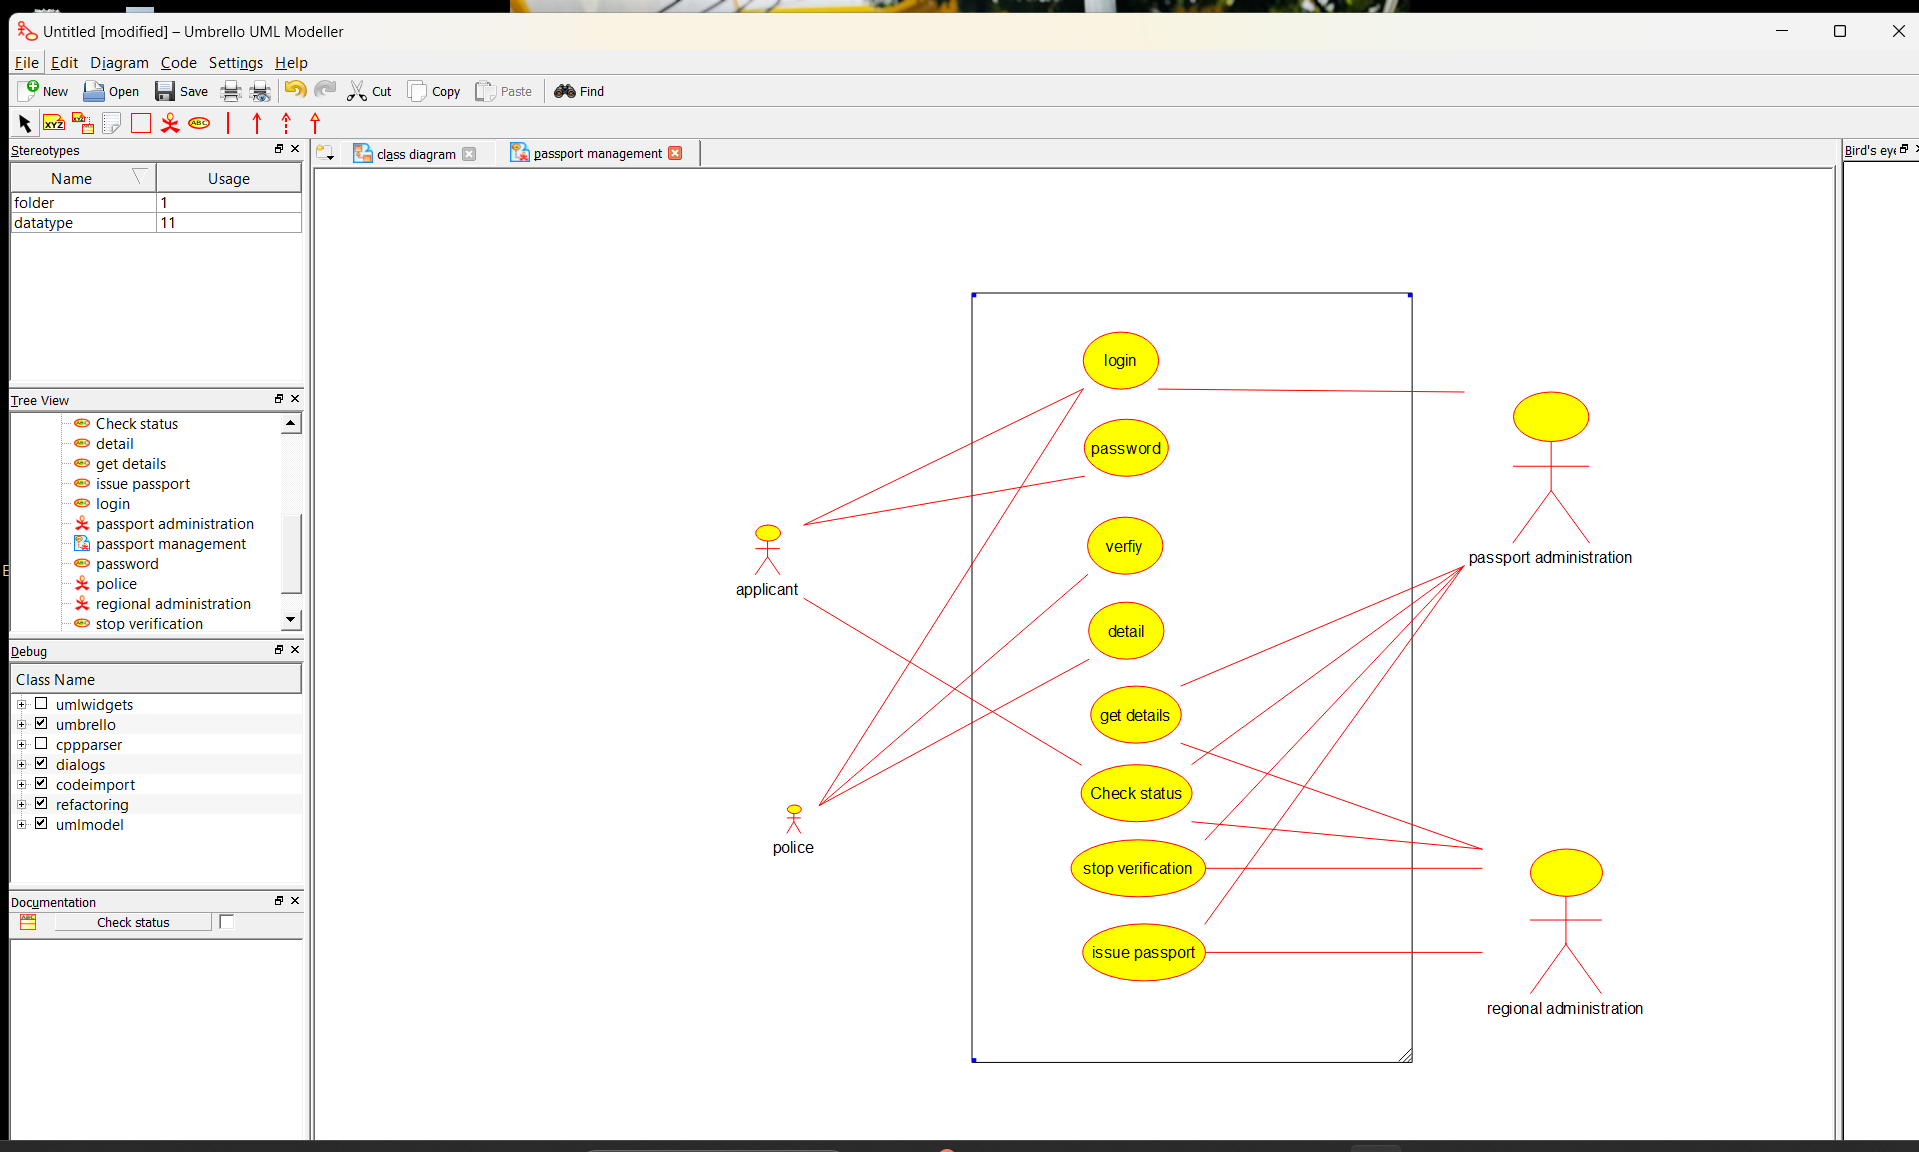 Untitled [modified] – Umbrello UML Modeller
File Edit Diagram Code Settings Help
New Open Save Cut Copy Paste Find
XYZ XYZ ABC
Stereotypes
Name Usage
folder 1
datatype 11
Tree View
Check status
detail
get details
issue passport
login
passport administration
passport management
password
police
regional administration
stop verification
Debug
Class Name
umlwidgets
umbrello
cppparser
dialogs
codeimport
refactoring
umlmodel
Documentation
Check status
class diagram passport management
Bird's eye
login
password
verfiy
detail
get details
Check status
stop verification
issue passport
applicant
police
passport administration
regional administration
E